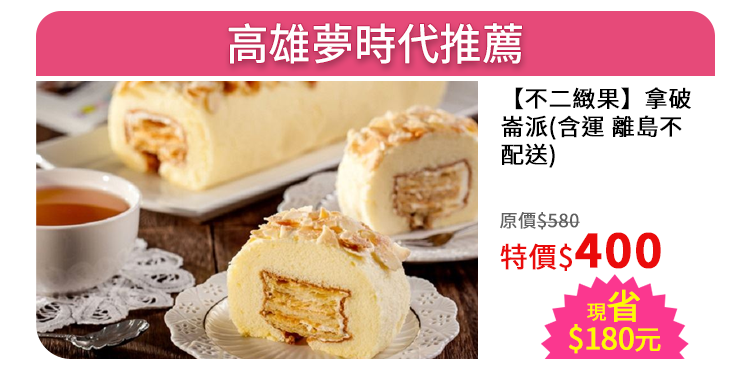 高雄夢時代推薦
【不二緻果】拿破
崙派(含運 離島不
配送)
原價$580
特價$400
現省
$180元